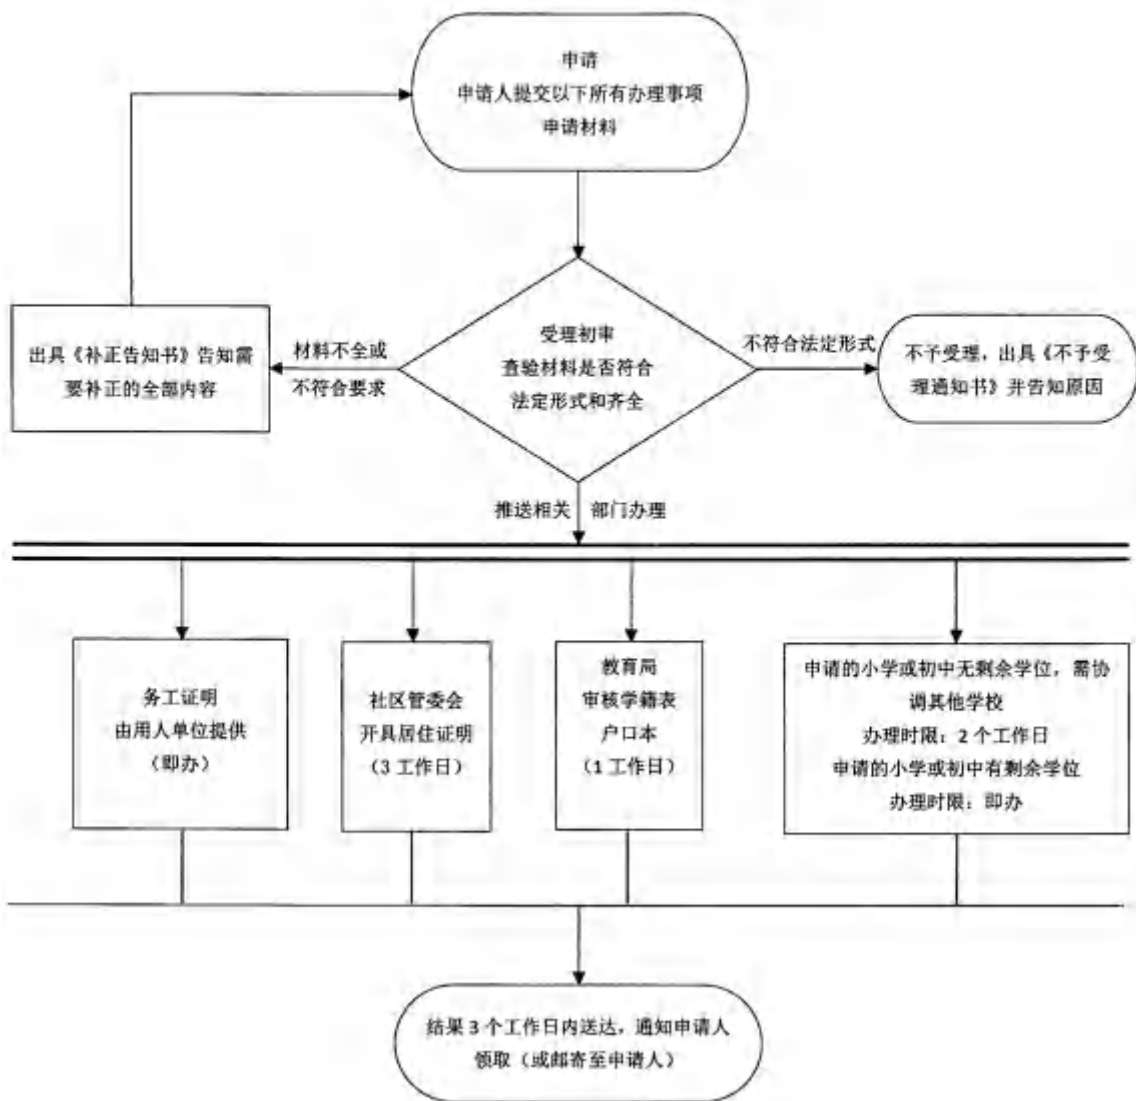 申请
申请人提交以下所有办理事项
申请材料
出具《补正告知书》告知需
要补正的全部内容
材料不全或
不符合要求
受理初审
查验材料是否符合
法定形式和齐全
不符合法定形式
不予受理，出具《不予受
理通知书》并告知原因
推送相关 部门办理
务工证明
由用人单位提供
（即办）
社区管委会
开具居住证明
（3 工作日）
教育局
审核学籍表
户口本
（1 工作日）
申请的小学或初中无剩余学位，需协
调其他学校
办理时限：2 个工作日
申请的小学或初中有剩余学位
办理时限：即办
结果 3 个工作日内送达，通知申请人
领取（或邮寄至申请人）